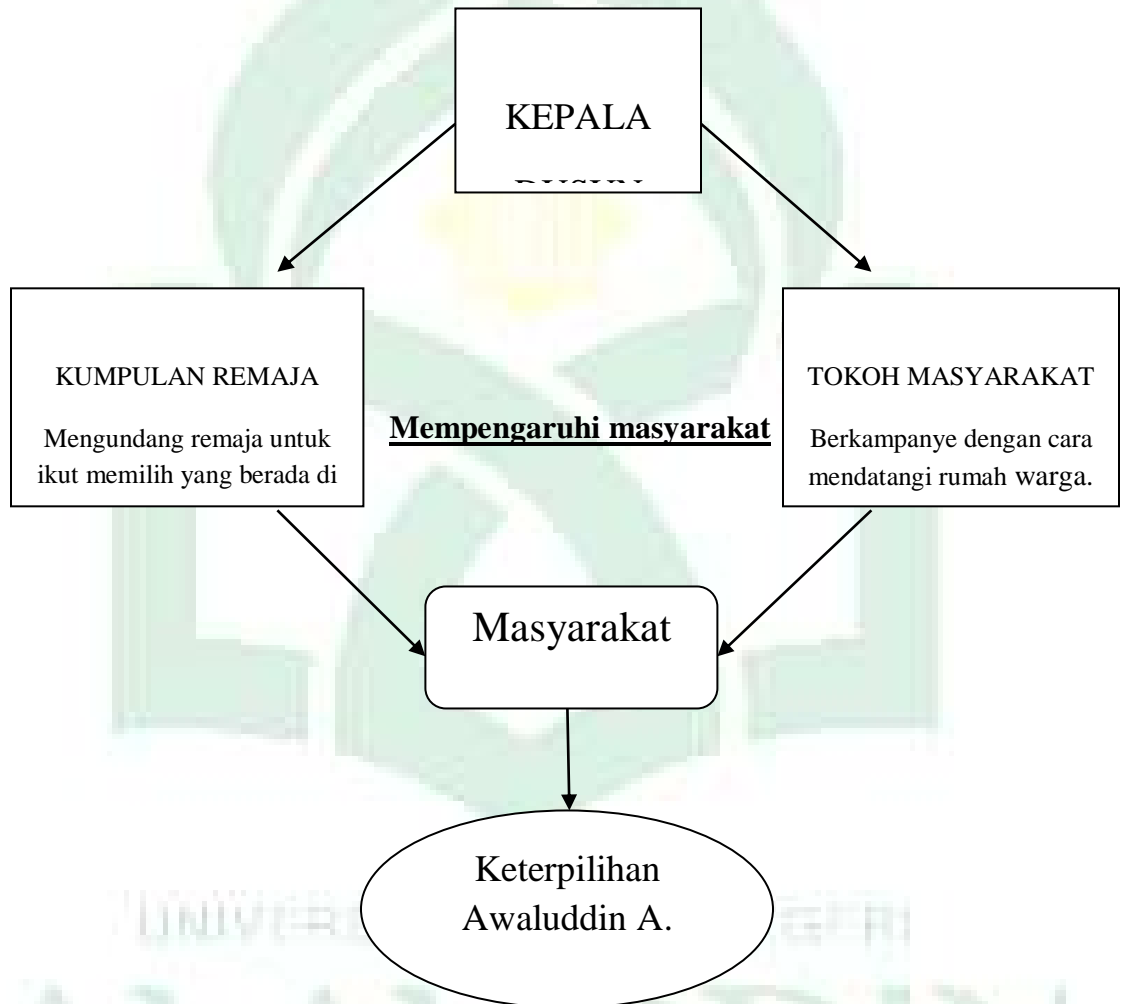 KEPALA
KUMPULAN REMAJA
Mengundang remaja untuk
ikut memilih yang berada di
Mempengaruhi masyarakat
TOKOH MASYARAKAT
Berkampanye dengan cara
mendatangi rumah warga.
Masyarakat
Keterpilihan
Awaluddin A.